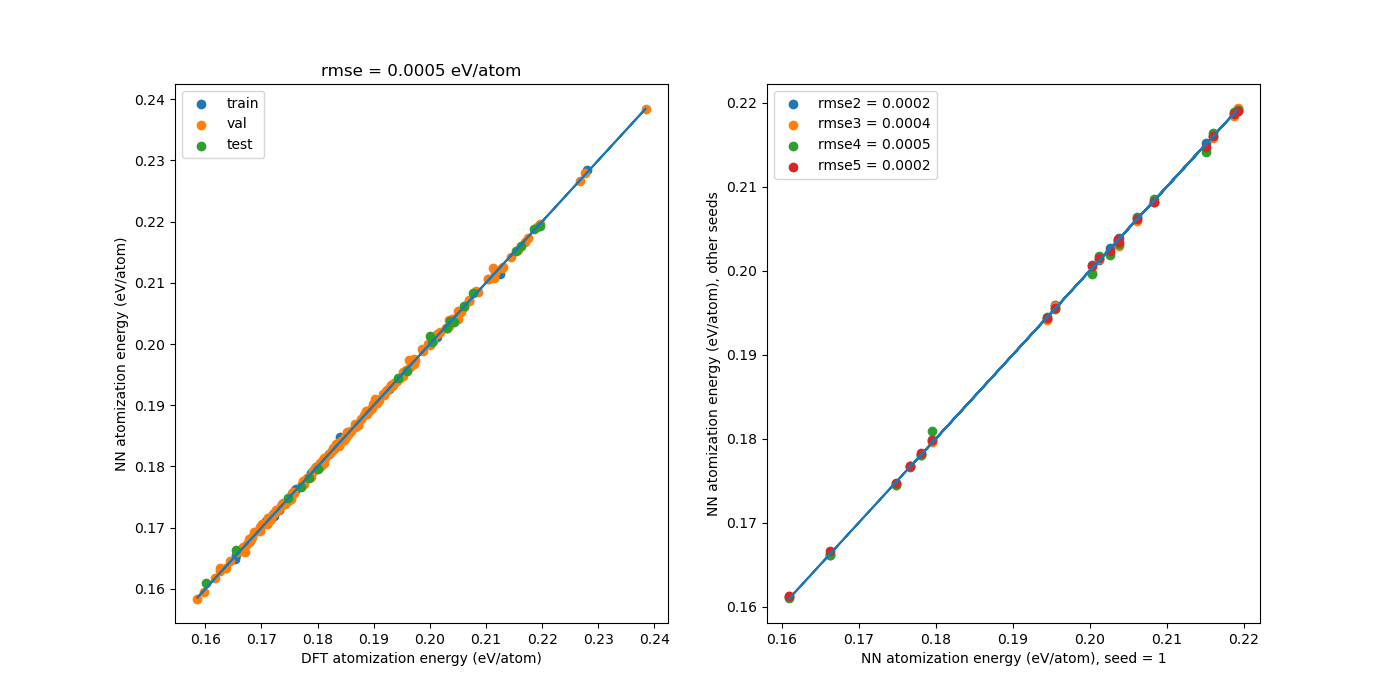 rmse = 0.0005 eV/atom
train
val
test
0.24
0.23
0.22
0.21
0.20
0.19
0.18
0.17
0.16
NN atomization energy (eV/atom)
0.16 0.17 0.18 0.19 0.20 0.21 0.22 0.23 0.24
DFT atomization energy (eV/atom)
rmse2 = 0.0002
rmse3 = 0.0004
rmse4 = 0.0005
rmse5 = 0.0002
0.22
0.21
0.20
0.19
0.18
0.17
0.16
NN atomization energy (eV/atom), other seeds
0.16 0.17 0.18 0.19 0.20 0.21 0.22
NN atomization energy (eV/atom), seed = 1